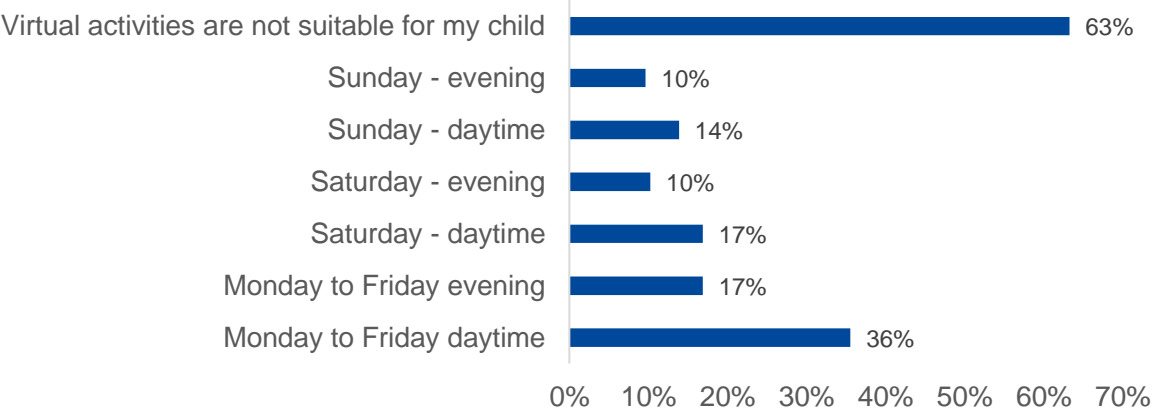 Virtual activities are not suitable for my child 63%
Sunday - evening 10%
Sunday - daytime 14%
Saturday - evening 10%
Saturday - daytime 17%
Monday to Friday evening 17%
Monday to Friday daytime 36%
0% 10% 20% 30% 40% 50% 60% 70%